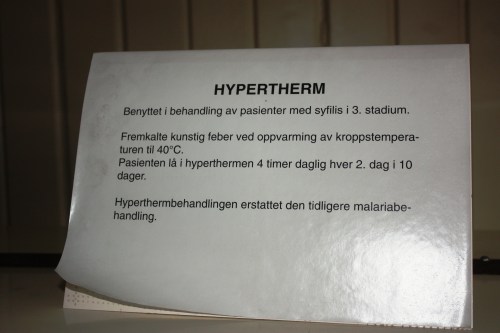 HYPERTHERM
Benyttet i behandling av pasienter med syfilis i 3. stadium.
Fremkalte kunstig feber ved oppvarming av kroppstempera-
turen til 40°C.
Pasienten lå i hyperthermen 4 timer daglig hver 2. dag i 10
dager.
Hyperthermbehandlingen erstattet den tidligere malariabe-
handling.